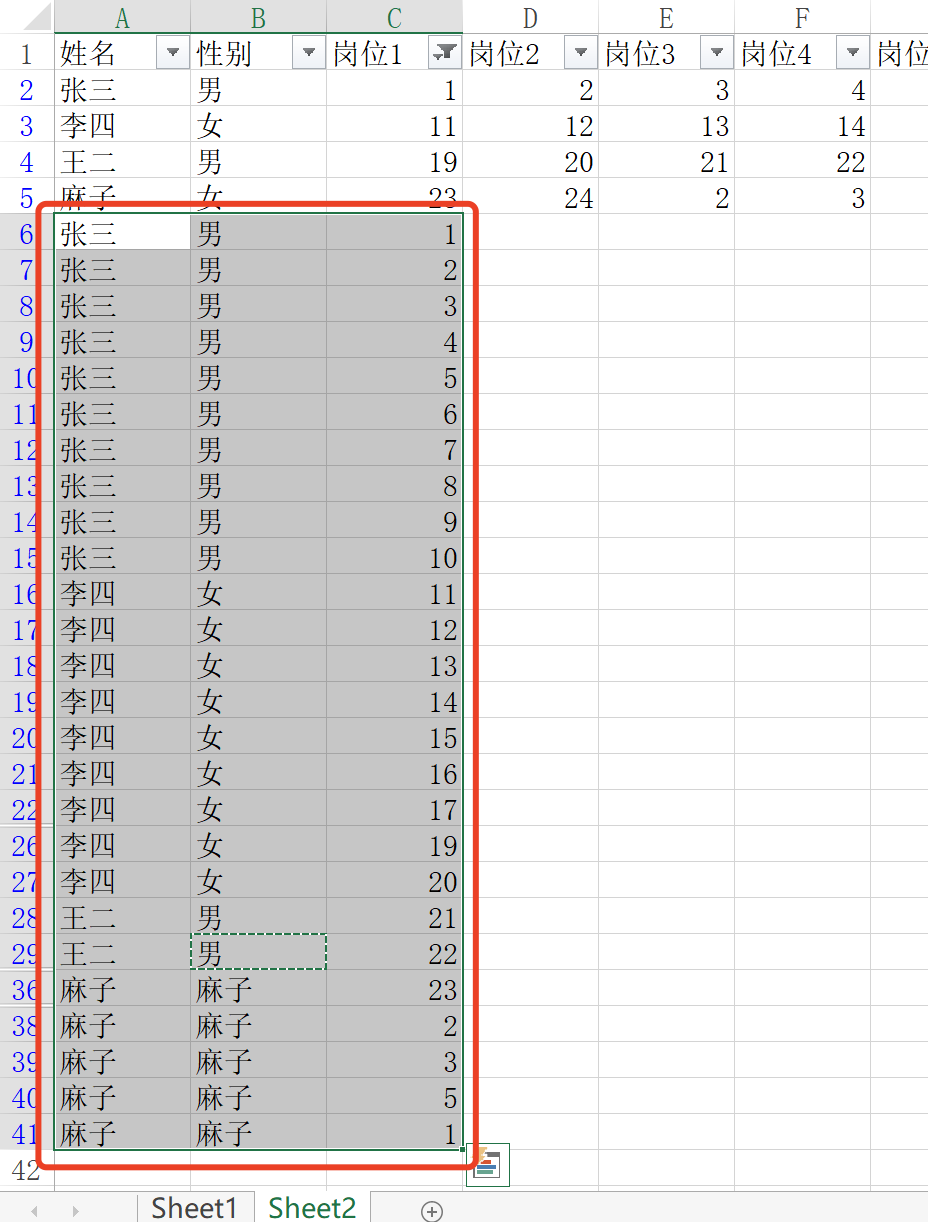 A B C D E F
1 姓名 性别 岗位1 岗位2 岗位3 岗位4 岗位
2 张三 男 1 2 3 4
3 李四 女 11 12 13 14
4 王二 男 19 20 21 22
5 麻子 女 23 24 2 3
6 张三 男 1
7 张三 男 2
8 张三 男 3
9 张三 男 4
10 张三 男 5
11 张三 男 6
12 张三 男 7
13 张三 男 8
14 张三 男 9
15 张三 男 10
16 李四 女 11
17 李四 女 12
18 李四 女 13
19 李四 女 14
20 李四 女 15
21 李四 女 16
22 李四 女 17
26 李四 女 19
27 李四 女 20
28 王二 男 21
29 王二 男 22
36 麻子 麻子 23
38 麻子 麻子 2
39 麻子 麻子 3
40 麻子 麻子 5
41 麻子 麻子 1
42
Sheet1 Sheet2